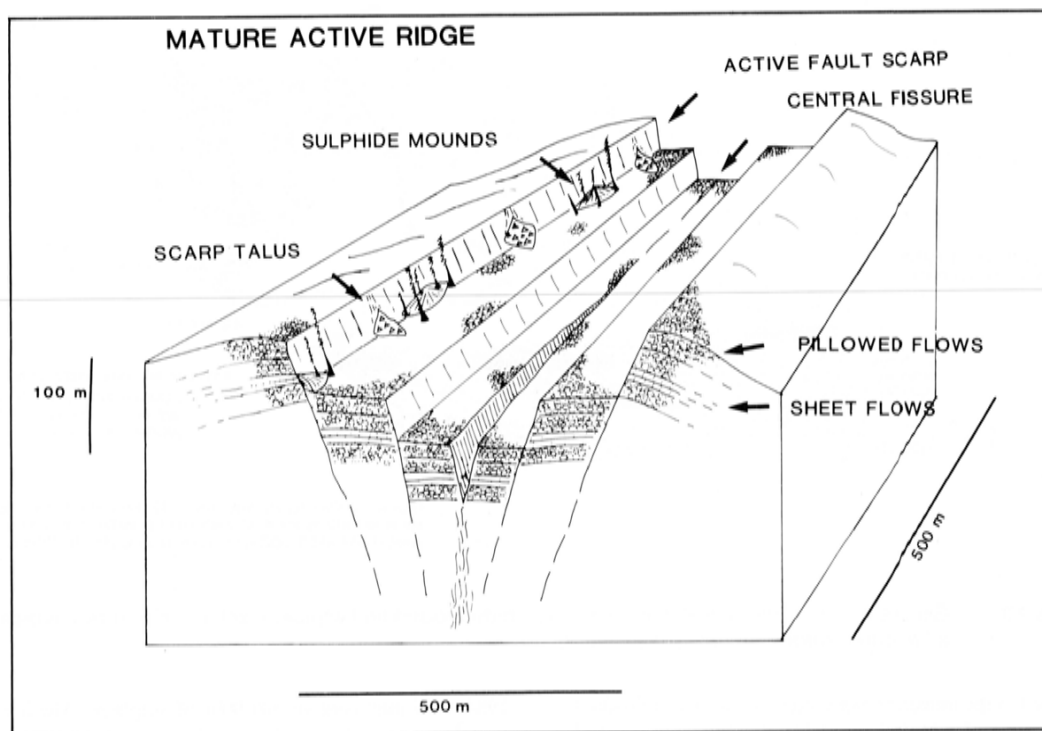 MATURE ACTIVE RIDGE
ACTIVE FAULT SCARP
CENTRAL FISSURE
SULPHIDE MOUNDS
SCARP TALUS
PILLOWED FLOWS
100 m
SHEET FLOWS
500 m
500 m